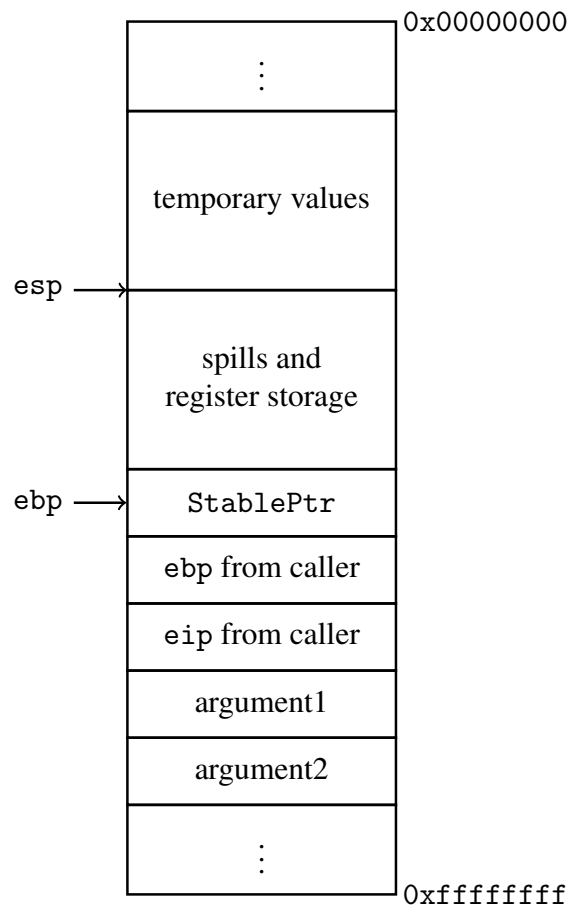 0x00000000
⋮
temporary values
esp
spills and
register storage
ebp
StablePtr
ebp from caller
eip from caller
argument1
argument2
⋮
0xffffffff